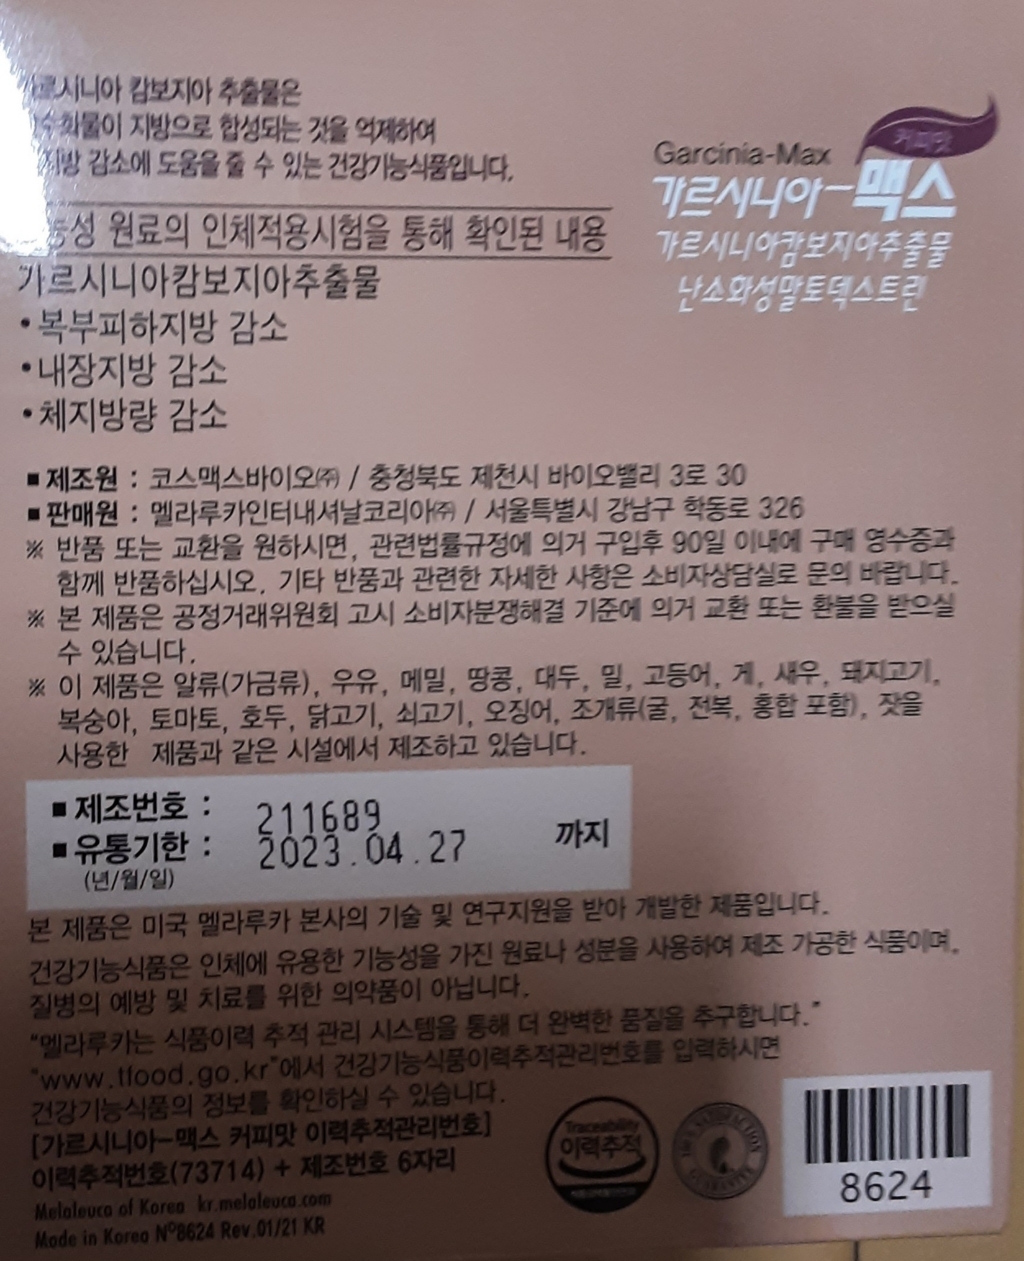 가르시니아 캄보지아 추출물은
탄수화물이 지방으로 합성되는 것을 억제하여
체지방 감소에 도움을 줄 수 있는 건강기능식품입니다.
기능성 원료의 인체적용시험을 통해 확인된 내용
가르시니아캄보지아추출물
• 복부피하지방 감소
• 내장지방 감소
• 체지방량 감소
커피맛
Garcinia-Max
가르시니아-맥스
가르시니아캄보지아추출물
난소화성말토덱스트린
■ 제조원 : 코스맥스바이오㈜ / 충청북도 제천시 바이오밸리 3로 30
■ 판매원 : 멜라루카인터내셔날코리아㈜ / 서울특별시 강남구 학동로 326
※ 반품 또는 교환을 원하시면, 관련법률규정에 의거 구입후 90일 이내에 구매 영수증과
함께 반품하십시오. 기타 반품과 관련한 자세한 사항은 소비자상담실로 문의 바랍니다.
※ 본 제품은 공정거래위원회 고시 소비자분쟁해결 기준에 의거 교환 또는 환불을 받으실
수 있습니다.
※ 이 제품은 알류(가금류), 우유, 메밀, 땅콩, 대두, 밀, 고등어, 게, 새우, 돼지고기,
복숭아, 토마토, 호두, 닭고기, 쇠고기, 오징어, 조개류(굴, 전복, 홍합 포함), 잣을
사용한 제품과 같은 시설에서 제조하고 있습니다.
■ 제조번호 : 211689
■ 유통기한 : 2023.04.27 까지
(년/월/일)
본 제품은 미국 멜라루카 본사의 기술 및 연구지원을 받아 개발한 제품입니다.
건강기능식품은 인체에 유용한 기능성을 가진 원료나 성분을 사용하여 제조 가공한 식품이며,
질병의 예방 및 치료를 위한 의약품이 아닙니다.
"멜라루카는 식품이력 추적 관리 시스템을 통해 더 완벽한 품질을 추구합니다."
"www.tfood.go.kr"에서 건강기능식품이력추적관리번호를 입력하시면
건강기능식품의 정보를 확인하실 수 있습니다.
[가르시니아-맥스 커피맛 이력추적관리번호]
이력추적번호(73714) + 제조번호 6자리
Melaleuca of Korea kr.melaleuca.com
Made in Korea Nº8624 Rev.01/21 KR
Traceability
이력추적
8624